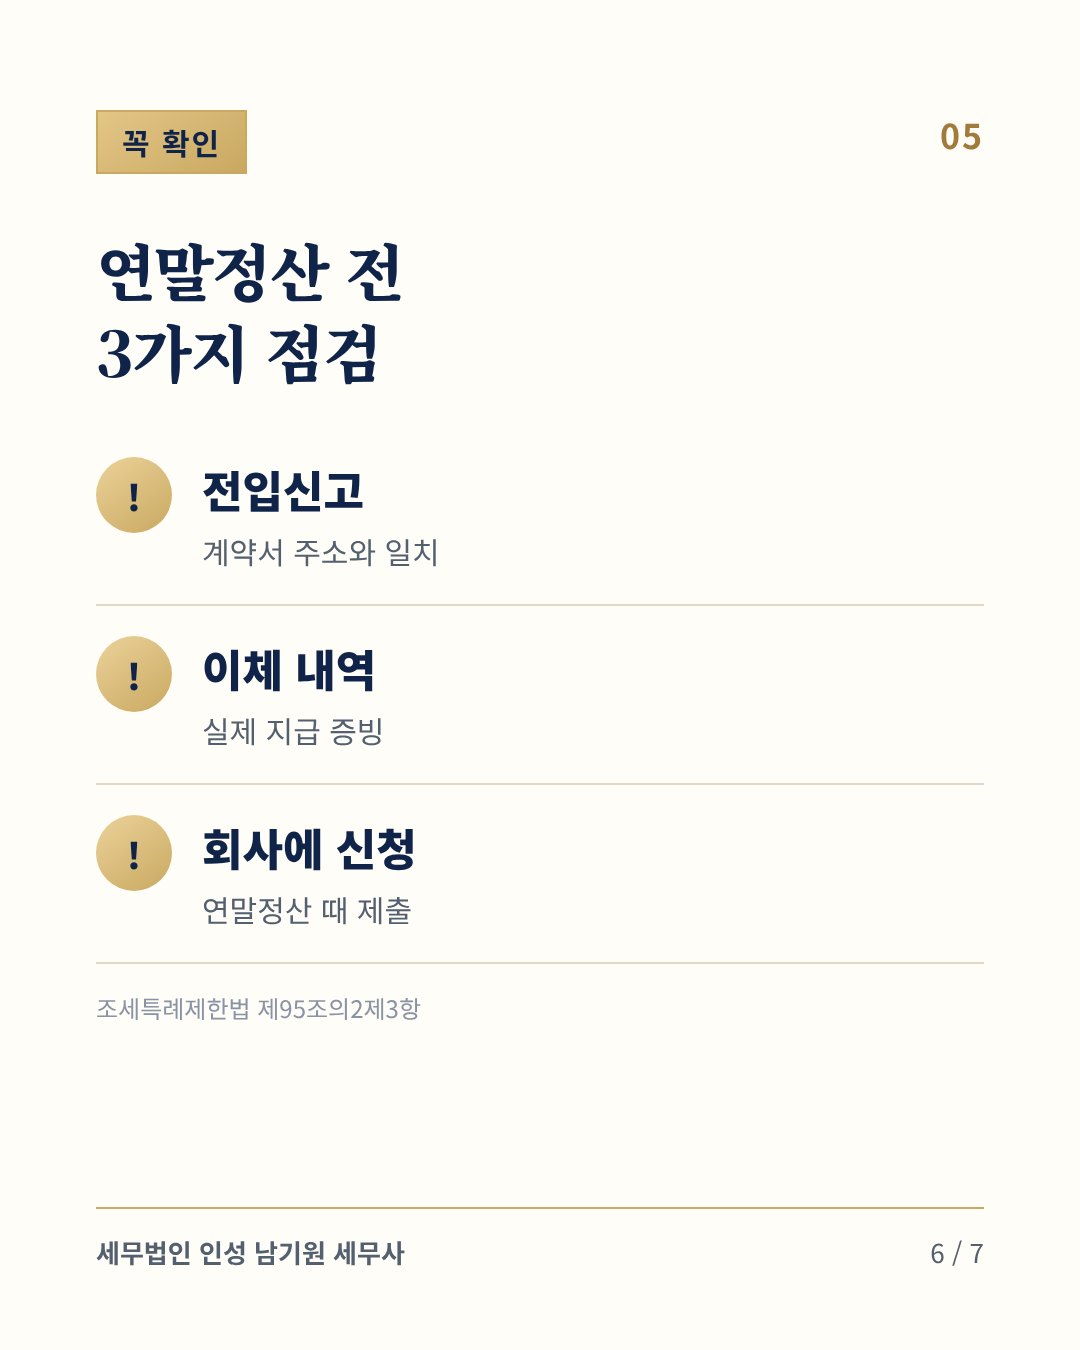 꼭 확인
05
연말정산 전
3가지 점검
!
전입신고
계약서 주소와 일치
!
이체 내역
실제 지급 증빙
!
회사에 신청
연말정산 때 제출
조세특례제한법 제95조의2제3항
세무법인 인성 남기원 세무사
6 / 7